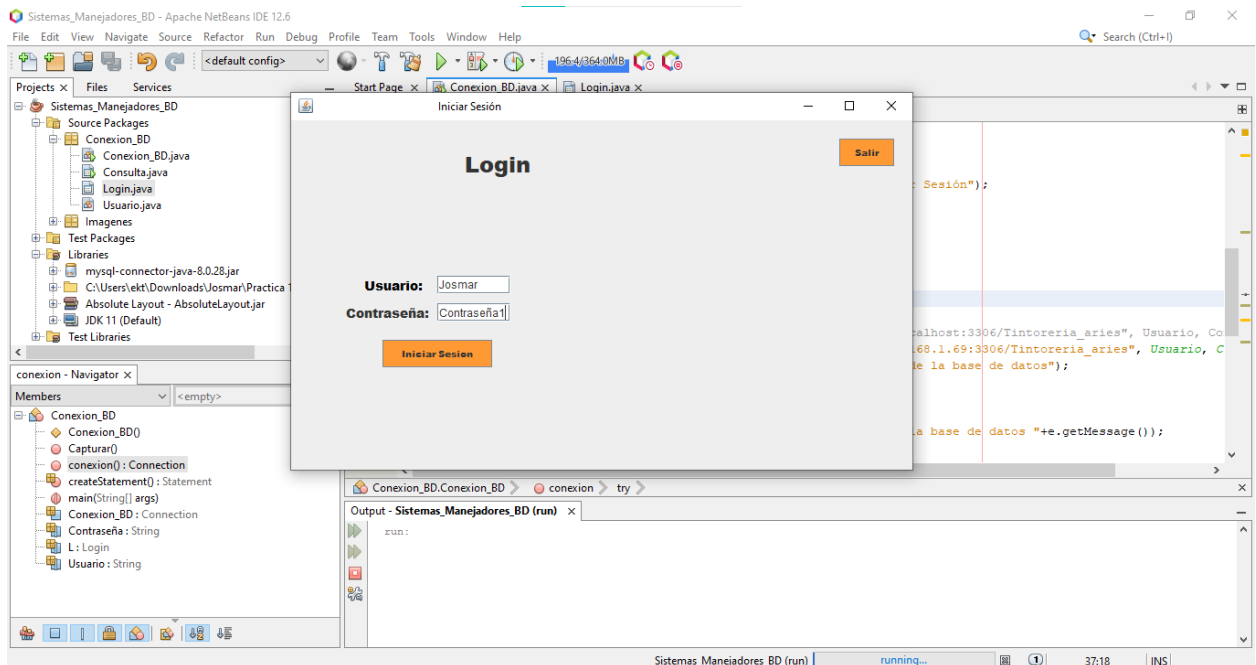 Sistemas_Manejadores_BD - Apache NetBeans IDE 12.6
File Edit View Navigate Source Refactor Run Debug Profile Team Tools Window Help
Search (Ctrl+I)
<default config>
196.4/364.0MB
Projects Files Services
Start Page Conexion_BD.java Login.java
Sistemas_Manejadores_BD
Source Packages
Conexion_BD
Conexion_BD.java
Consulta.java
Login.java
Usuario.java
Imagenes
Test Packages
Libraries
mysql-connector-java-8.0.28.jar
C:\Users\ekt\Downloads\Josmar\Practica 1
Absolute Layout - AbsoluteLayout.jar
JDK 11 (Default)
Test Libraries
Iniciar Sesión
Login
Salir
Usuario: Josmar
Contraseña: Contraseña1
Iniciar Sesion
Sesión");
calhost:3306/Tintoreria_aries", Usuario, Co
68.1.69:3306/Tintoreria_aries", Usuario, C
de la base de datos");
la base de datos "+e.getMessage());
conexion - Navigator
Members <empty>
Conexion_BD
Conexion_BD()
Capturar()
conexion() : Connection
createStatement() : Statement
main(String[] args)
Conexion_BD : Connection
Contraseña : String
L : Login
Usuario : String
Conexion_BD.Conexion_BD conexion try
Output - Sistemas_Manejadores_BD (run)
run:
Sistemas_Manejadores_BD (run) running... 1 37:18 INS